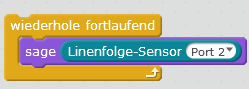 wiederhole fortlaufend
sage Linenfolge-Sensor Port 2